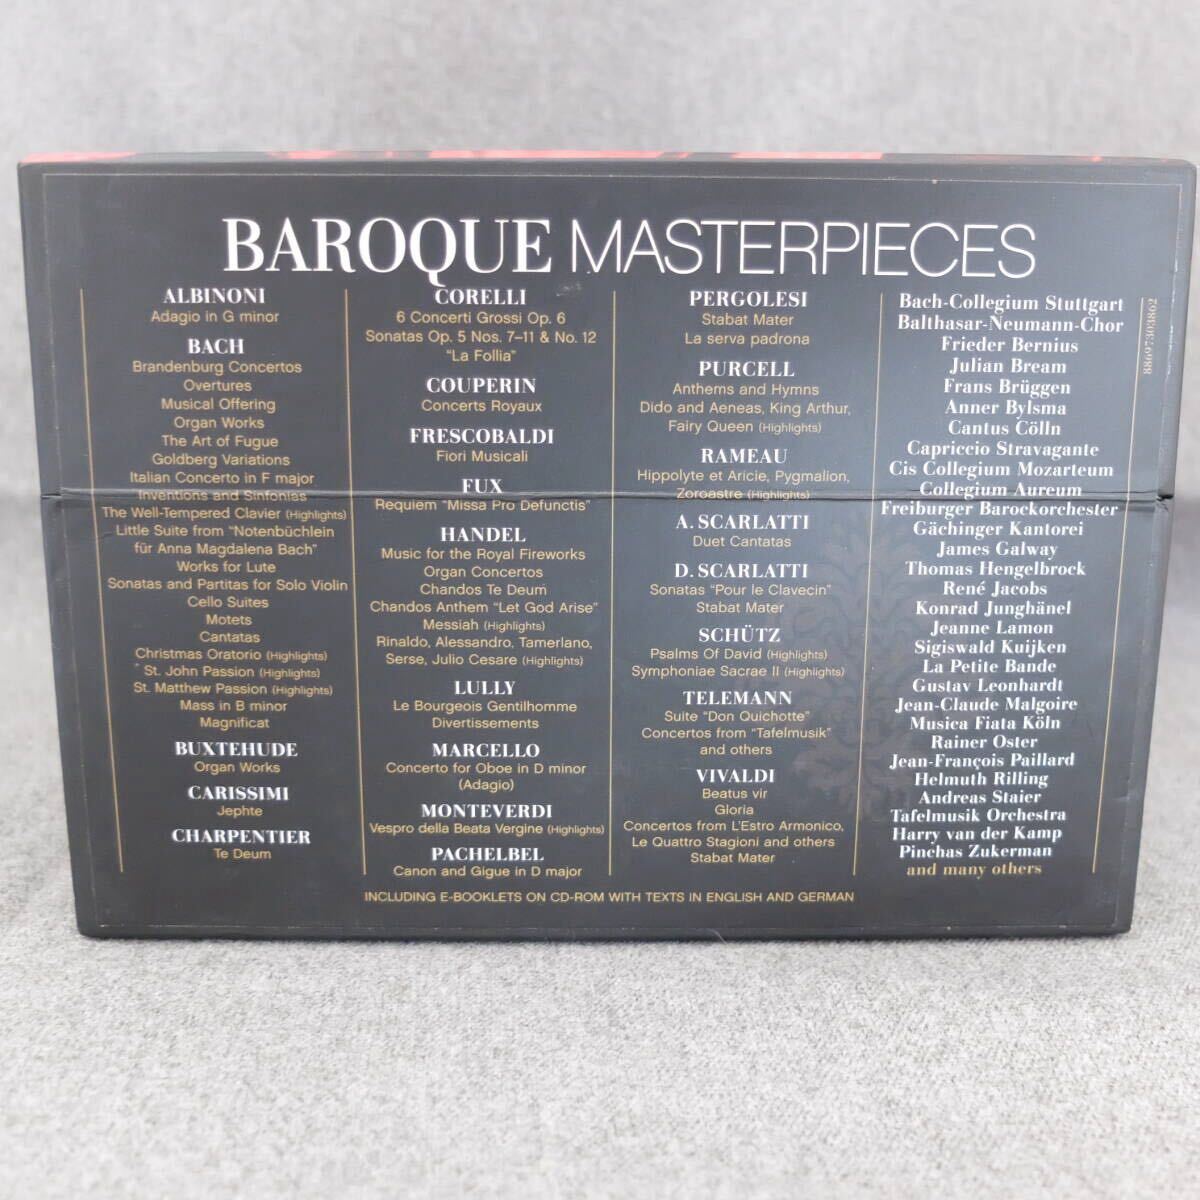 BAROQUE MASTERPIECES
ALBINONI
Adagio in G minor
BACH
Brandenburg Concertos
Overtures
Musical Offering
Organ Works
The Art of Fugue
Goldberg Variations
Italian Concerto in F major
Inventions and Sinfonies
The Well-Tempered Clavier (Highlights)
Little Suite from "Notenbüchlein
für Anna Magdalena Bach"
Works for Lute
Sonatas and Partitas for Solo Violin
Cello Suites
Motets
Cantatas
Christmas Oratorio (Highlights)
St. John Passion (Highlights)
St. Matthew Passion (Highlights)
Mass in B minor
Magnificat
BUXTEHUDE
Organ Works
CARISSIMI
Jephte
CHARPENTIER
Te Deum
CORELLI
6 Concerti Grossi Op. 6
Sonatas Op. 5 Nos. 7–11 & No. 12
"La Follia"
COUPERIN
Concerts Royaux
FRESCOBALDI
Fiori Musicali
FUX
Requiem "Missa Pro Defunctis"
HANDEL
Music for the Royal Fireworks
Organ Concertos
Chandos Te Deum
Chandos Anthem "Let God Arise"
Messiah (Highlights)
Rinaldo, Alessandro, Tamerlano,
Serse, Julio Cesare (Highlights)
LULLY
Le Bourgeois Gentilhomme
Divertissements
MARCELLO
Concerto for Oboe in D minor
(Adagio)
MONTEVERDI
Vespro della Beata Vergine (Highlights)
PACHELBEL
Canon and Gigue in D major
PERGOLESI
Stabat Mater
La serva padrona
PURCELL
Anthems and Hymns
Dido and Aeneas, King Arthur,
Fairy Queen (Highlights)
RAMEAU
Hippolyte et Aricie, Pygmalion,
Zoroastre (Highlights)
A. SCARLATTI
Duet Cantatas
D. SCARLATTI
Sonatas "Pour le Clavecin"
Stabat Mater
SCHÜTZ
Psalms Of David (Highlights)
Symphoniae Sacrae II (Highlights)
TELEMANN
Suite "Don Quichotte"
Concertos from "Tafelmusik"
and others
VIVALDI
Beatus vir
Gloria
Concertos from L'Estro Armonico,
Le Quattro Stagioni and others
Stabat Mater
Bach-Collegium Stuttgart
Balthasar-Neumann-Chor
Frieder Bernius
Julian Bream
Frans Brüggen
Anner Bylsma
Cantus Cölln
Capriccio Stravagante
Cis Collegium Mozarteum
Collegium Aureum
Freiburger Barockorchester
Gächinger Kantorei
James Galway
Thomas Hengelbrock
René Jacobs
Konrad Junghänel
Jeanne Lamon
Sigiswald Kuijken
La Petite Bande
Gustav Leonhardt
Jean-Claude Malgoire
Musica Fiata Köln
Rainer Oster
Jean-François Paillard
Helmuth Rilling
Andreas Staier
Tafelmusik Orchestra
Harry van der Kamp
Pinchas Zukerman
and many others
88697303862
INCLUDING E-BOOKLETS ON CD-ROM WITH TEXTS IN ENGLISH AND GERMAN